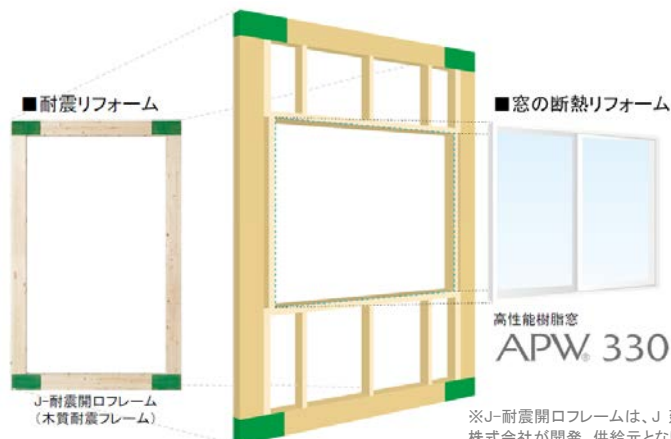 ■耐震リフォーム
J-耐震開口フレーム
（木質耐震フレーム）
■窓の断熱リフォーム
高性能樹脂窓
APW® 330
※J-耐震開口フレームは、J
株式会社が開発、供給元とな